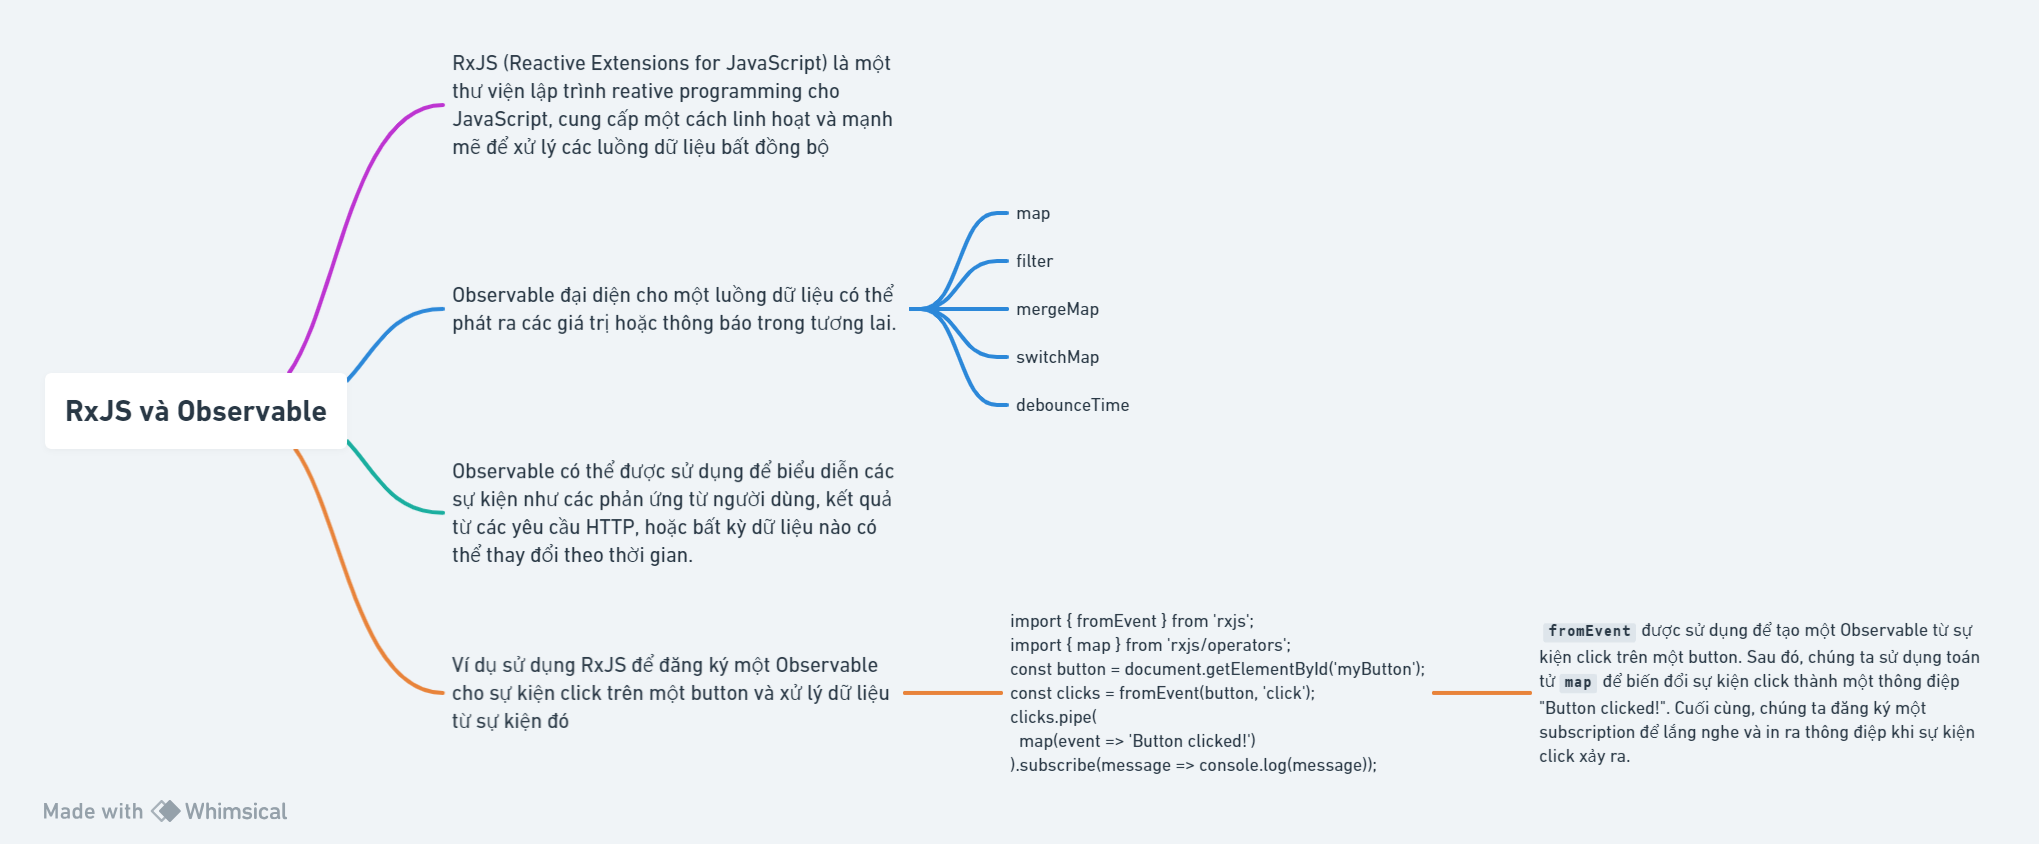 RxJS (Reactive Extensions for JavaScript) là một
thư viện lập trình reative programming cho
JavaScript, cung cấp một cách linh hoạt và mạnh
mẽ để xử lý các luồng dữ liệu bất đồng bộ
map
filter
Observable đại diện cho một luồng dữ liệu có thể
phát ra các giá trị hoặc thông báo trong tương lai.
mergeMap
switchMap
debounceTime
RxJS và Observable
Observable có thể được sử dụng để biểu diễn các
sự kiện như các phản ứng từ người dùng, kết quả
từ các yêu cầu HTTP, hoặc bất kỳ dữ liệu nào có
thể thay đổi theo thời gian.
Ví dụ sử dụng RxJS để đăng ký một Observable
cho sự kiện click trên một button và xử lý dữ liệu
từ sự kiện đó
import { fromEvent } from 'rxjs';
import { map } from 'rxjs/operators';
const button = document.getElementById('myButton');
const clicks = fromEvent(button, 'click');
clicks.pipe(
  map(event => 'Button clicked!')
).subscribe(message => console.log(message));
fromEvent được sử dụng để tạo một Observable từ sự
kiện click trên một button. Sau đó, chúng ta sử dụng toán
tử map để biến đổi sự kiện click thành một thông điệp
"Button clicked!". Cuối cùng, chúng ta đăng ký một
subscription để lắng nghe và in ra thông điệp khi sự kiện
click xảy ra.
Made with Whimsical